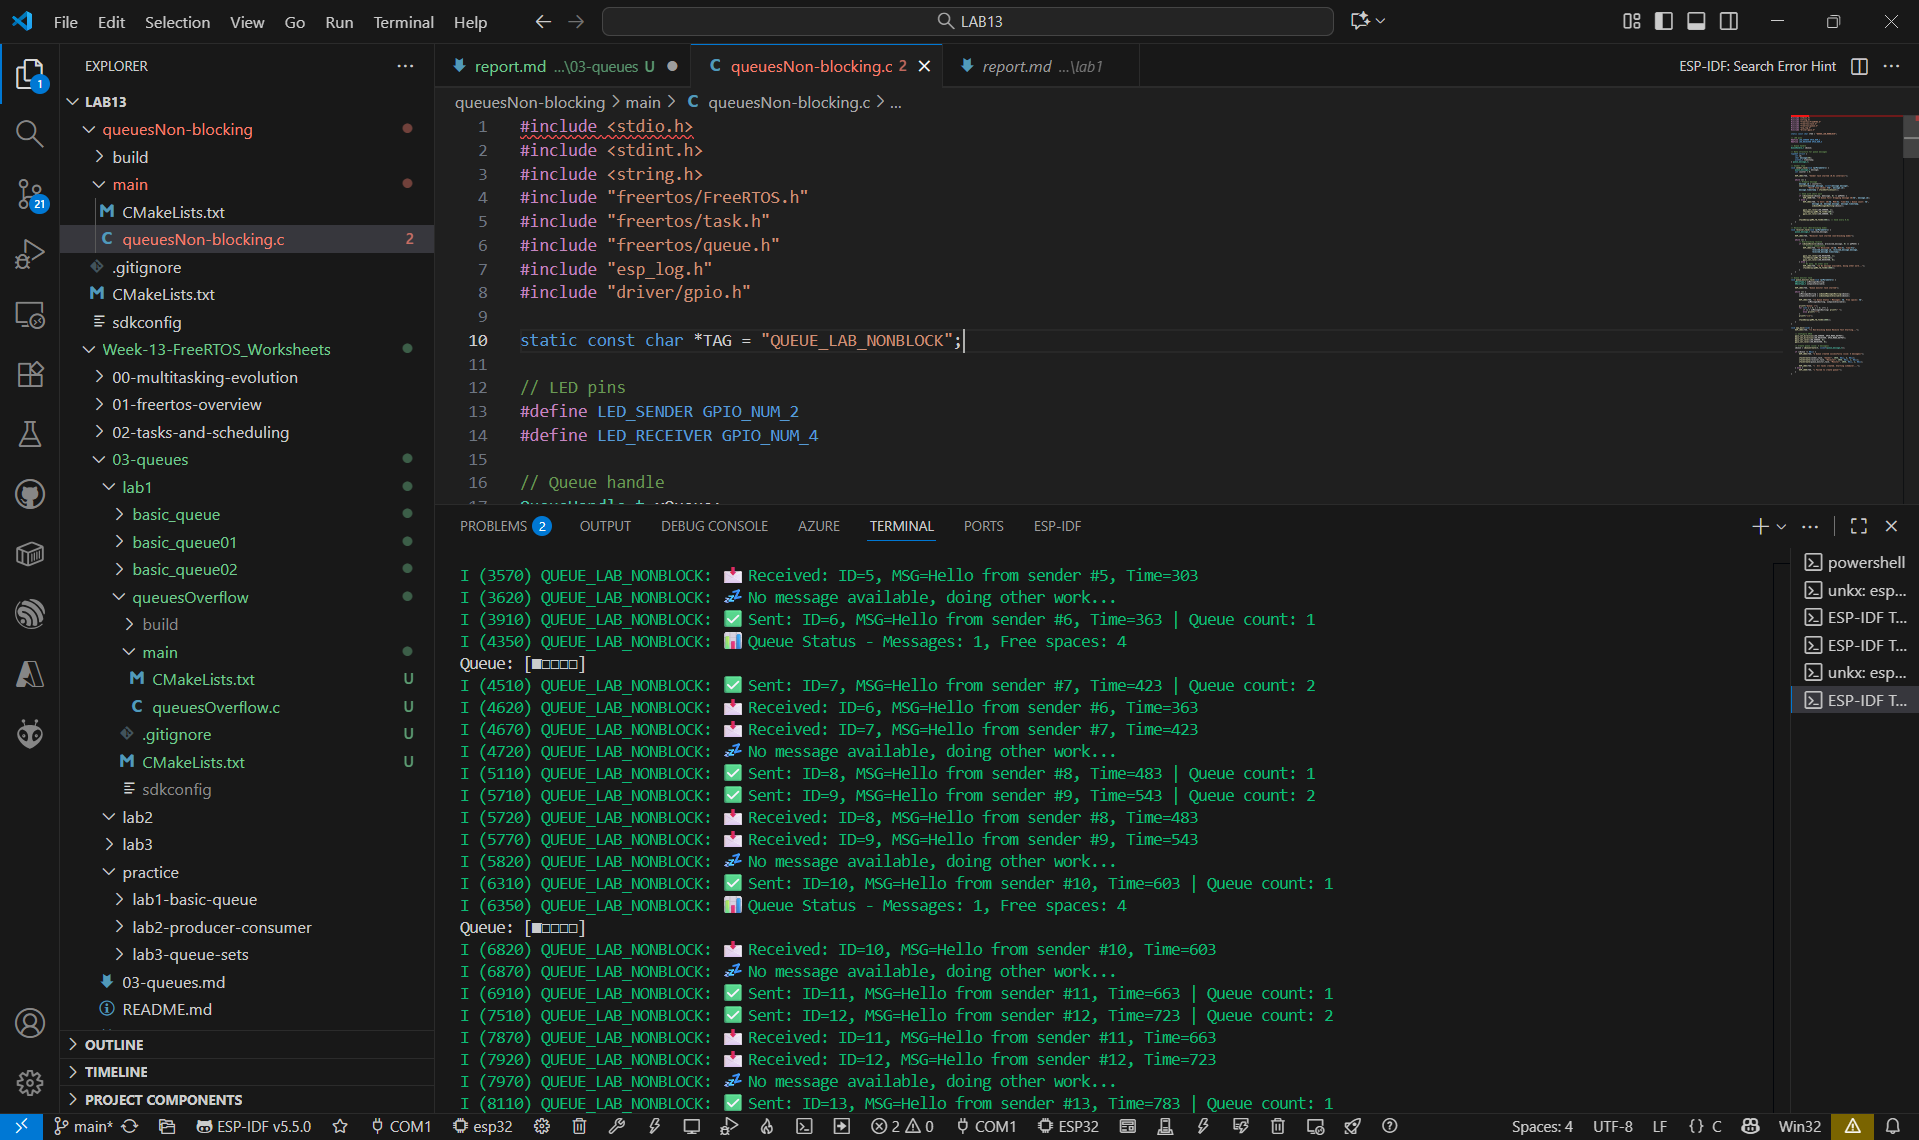 File Edit Selection View Go Run Terminal Help
LAB13
EXPLORER
LAB13
queuesNon-blocking
build
main
CMakeLists.txt
queuesNon-blocking.c 2
.gitignore
CMakeLists.txt
sdkconfig
Week-13-FreeRTOS_Worksheets
00-multitasking-evolution
01-freertos-overview
02-tasks-and-scheduling
03-queues
lab1
basic_queue
basic_queue01
basic_queue02
queuesOverflow
build
main
CMakeLists.txt U
queuesOverflow.c U
.gitignore U
CMakeLists.txt U
sdkconfig
lab2
lab3
practice
lab1-basic-queue
lab2-producer-consumer
lab3-queue-sets
03-queues.md
README.md
OUTLINE
TIMELINE
PROJECT COMPONENTS
1
21
report.md ...\03-queues U
queuesNon-blocking.c 2
report.md ...\lab1
ESP-IDF: Search Error Hint
queuesNon-blocking > main > C queuesNon-blocking.c > ...
1 #include <stdio.h>
2 #include <stdint.h>
3 #include <string.h>
4 #include "freertos/FreeRTOS.h"
5 #include "freertos/task.h"
6 #include "freertos/queue.h"
7 #include "esp_log.h"
8 #include "driver/gpio.h"
9
10 static const char *TAG = "QUEUE_LAB_NONBLOCK";
11
12 // LED pins
13 #define LED_SENDER GPIO_NUM_2
14 #define LED_RECEIVER GPIO_NUM_4
15
16 // Queue handle
PROBLEMS 2 OUTPUT DEBUG CONSOLE AZURE TERMINAL PORTS ESP-IDF
I (3570) QUEUE_LAB_NONBLOCK: 📩 Received: ID=5, MSG=Hello from sender #5, Time=303
I (3620) QUEUE_LAB_NONBLOCK: 💤 No message available, doing other work...
I (3910) QUEUE_LAB_NONBLOCK: ✅ Sent: ID=6, MSG=Hello from sender #6, Time=363 | Queue count: 1
I (4350) QUEUE_LAB_NONBLOCK: 📊 Queue Status - Messages: 1, Free spaces: 4
Queue: [■□□□□]
I (4510) QUEUE_LAB_NONBLOCK: ✅ Sent: ID=7, MSG=Hello from sender #7, Time=423 | Queue count: 2
I (4620) QUEUE_LAB_NONBLOCK: 📩 Received: ID=6, MSG=Hello from sender #6, Time=363
I (4670) QUEUE_LAB_NONBLOCK: 📩 Received: ID=7, MSG=Hello from sender #7, Time=423
I (4720) QUEUE_LAB_NONBLOCK: 💤 No message available, doing other work...
I (5110) QUEUE_LAB_NONBLOCK: ✅ Sent: ID=8, MSG=Hello from sender #8, Time=483 | Queue count: 1
I (5710) QUEUE_LAB_NONBLOCK: ✅ Sent: ID=9, MSG=Hello from sender #9, Time=543 | Queue count: 2
I (5720) QUEUE_LAB_NONBLOCK: 📩 Received: ID=8, MSG=Hello from sender #8, Time=483
I (5770) QUEUE_LAB_NONBLOCK: 📩 Received: ID=9, MSG=Hello from sender #9, Time=543
I (5820) QUEUE_LAB_NONBLOCK: 💤 No message available, doing other work...
I (6310) QUEUE_LAB_NONBLOCK: ✅ Sent: ID=10, MSG=Hello from sender #10, Time=603 | Queue count: 1
I (6350) QUEUE_LAB_NONBLOCK: 📊 Queue Status - Messages: 1, Free spaces: 4
Queue: [■□□□□]
I (6820) QUEUE_LAB_NONBLOCK: 📩 Received: ID=10, MSG=Hello from sender #10, Time=603
I (6870) QUEUE_LAB_NONBLOCK: 💤 No message available, doing other work...
I (6910) QUEUE_LAB_NONBLOCK: ✅ Sent: ID=11, MSG=Hello from sender #11, Time=663 | Queue count: 1
I (7510) QUEUE_LAB_NONBLOCK: ✅ Sent: ID=12, MSG=Hello from sender #12, Time=723 | Queue count: 2
I (7870) QUEUE_LAB_NONBLOCK: 📩 Received: ID=11, MSG=Hello from sender #11, Time=663
I (7920) QUEUE_LAB_NONBLOCK: 📩 Received: ID=12, MSG=Hello from sender #12, Time=723
I (7970) QUEUE_LAB_NONBLOCK: 💤 No message available, doing other work...
I (8110) QUEUE_LAB_NONBLOCK: ✅ Sent: ID=13, MSG=Hello from sender #13, Time=783 | Queue count: 1
powershell
unkx: esp...
ESP-IDF T...
ESP-IDF T...
unkx: esp...
ESP-IDF T...
main* ESP-IDF v5.5.0 COM1 esp32 2 0 COM1 ESP32 Spaces: 4 UTF-8 LF {} C Win32